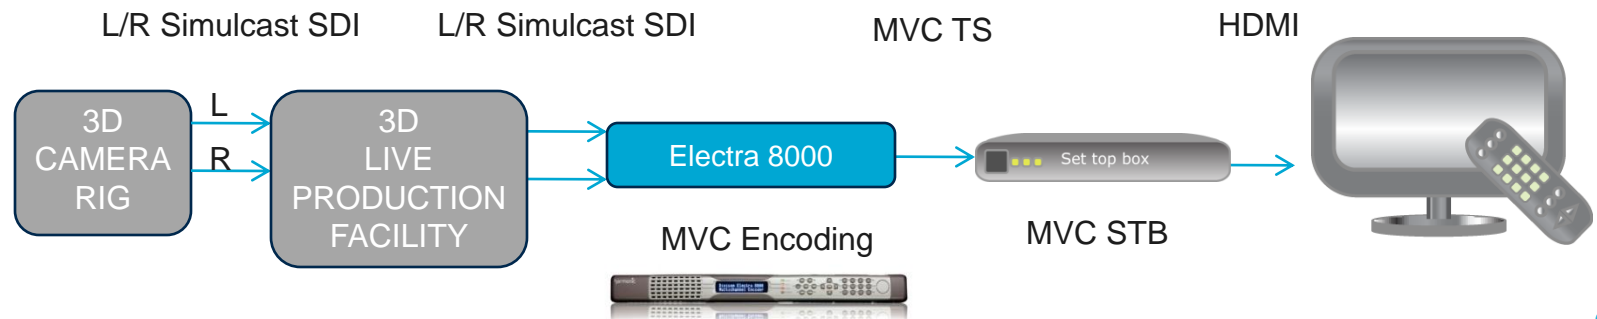 L/R Simulcast SDI
L/R Simulcast SDI
MVC TS
HDMI
3D
CAMERA
RIG
L
R
3D
LIVE
PRODUCTION
FACILITY
Electra 8000
Set top box
MVC Encoding
MVC STB